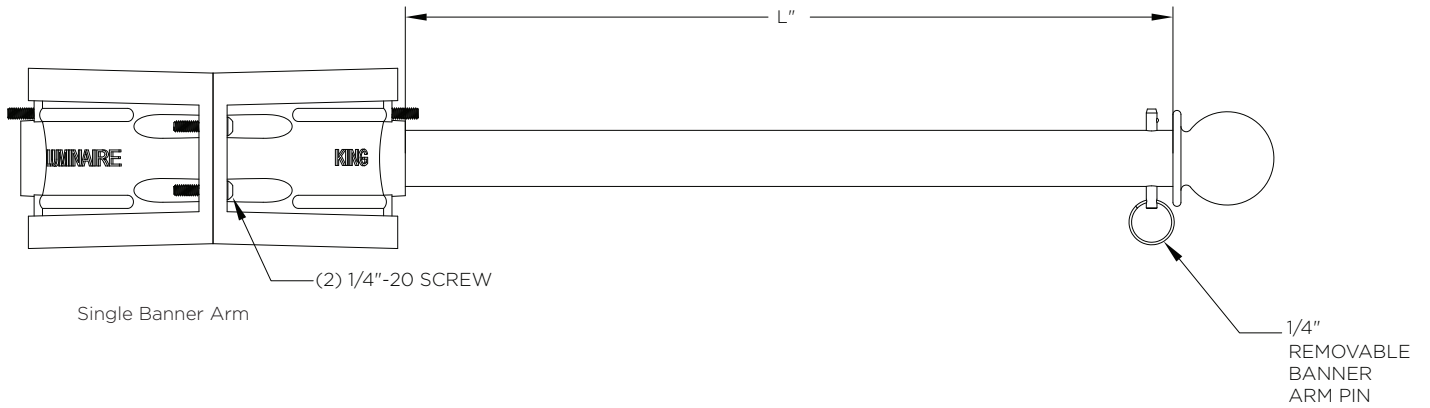 L"
LUMINAIRE
KING
(2) 1/4"-20 SCREW
Single Banner Arm
1/4"
REMOVABLE
BANNER
ARM PIN